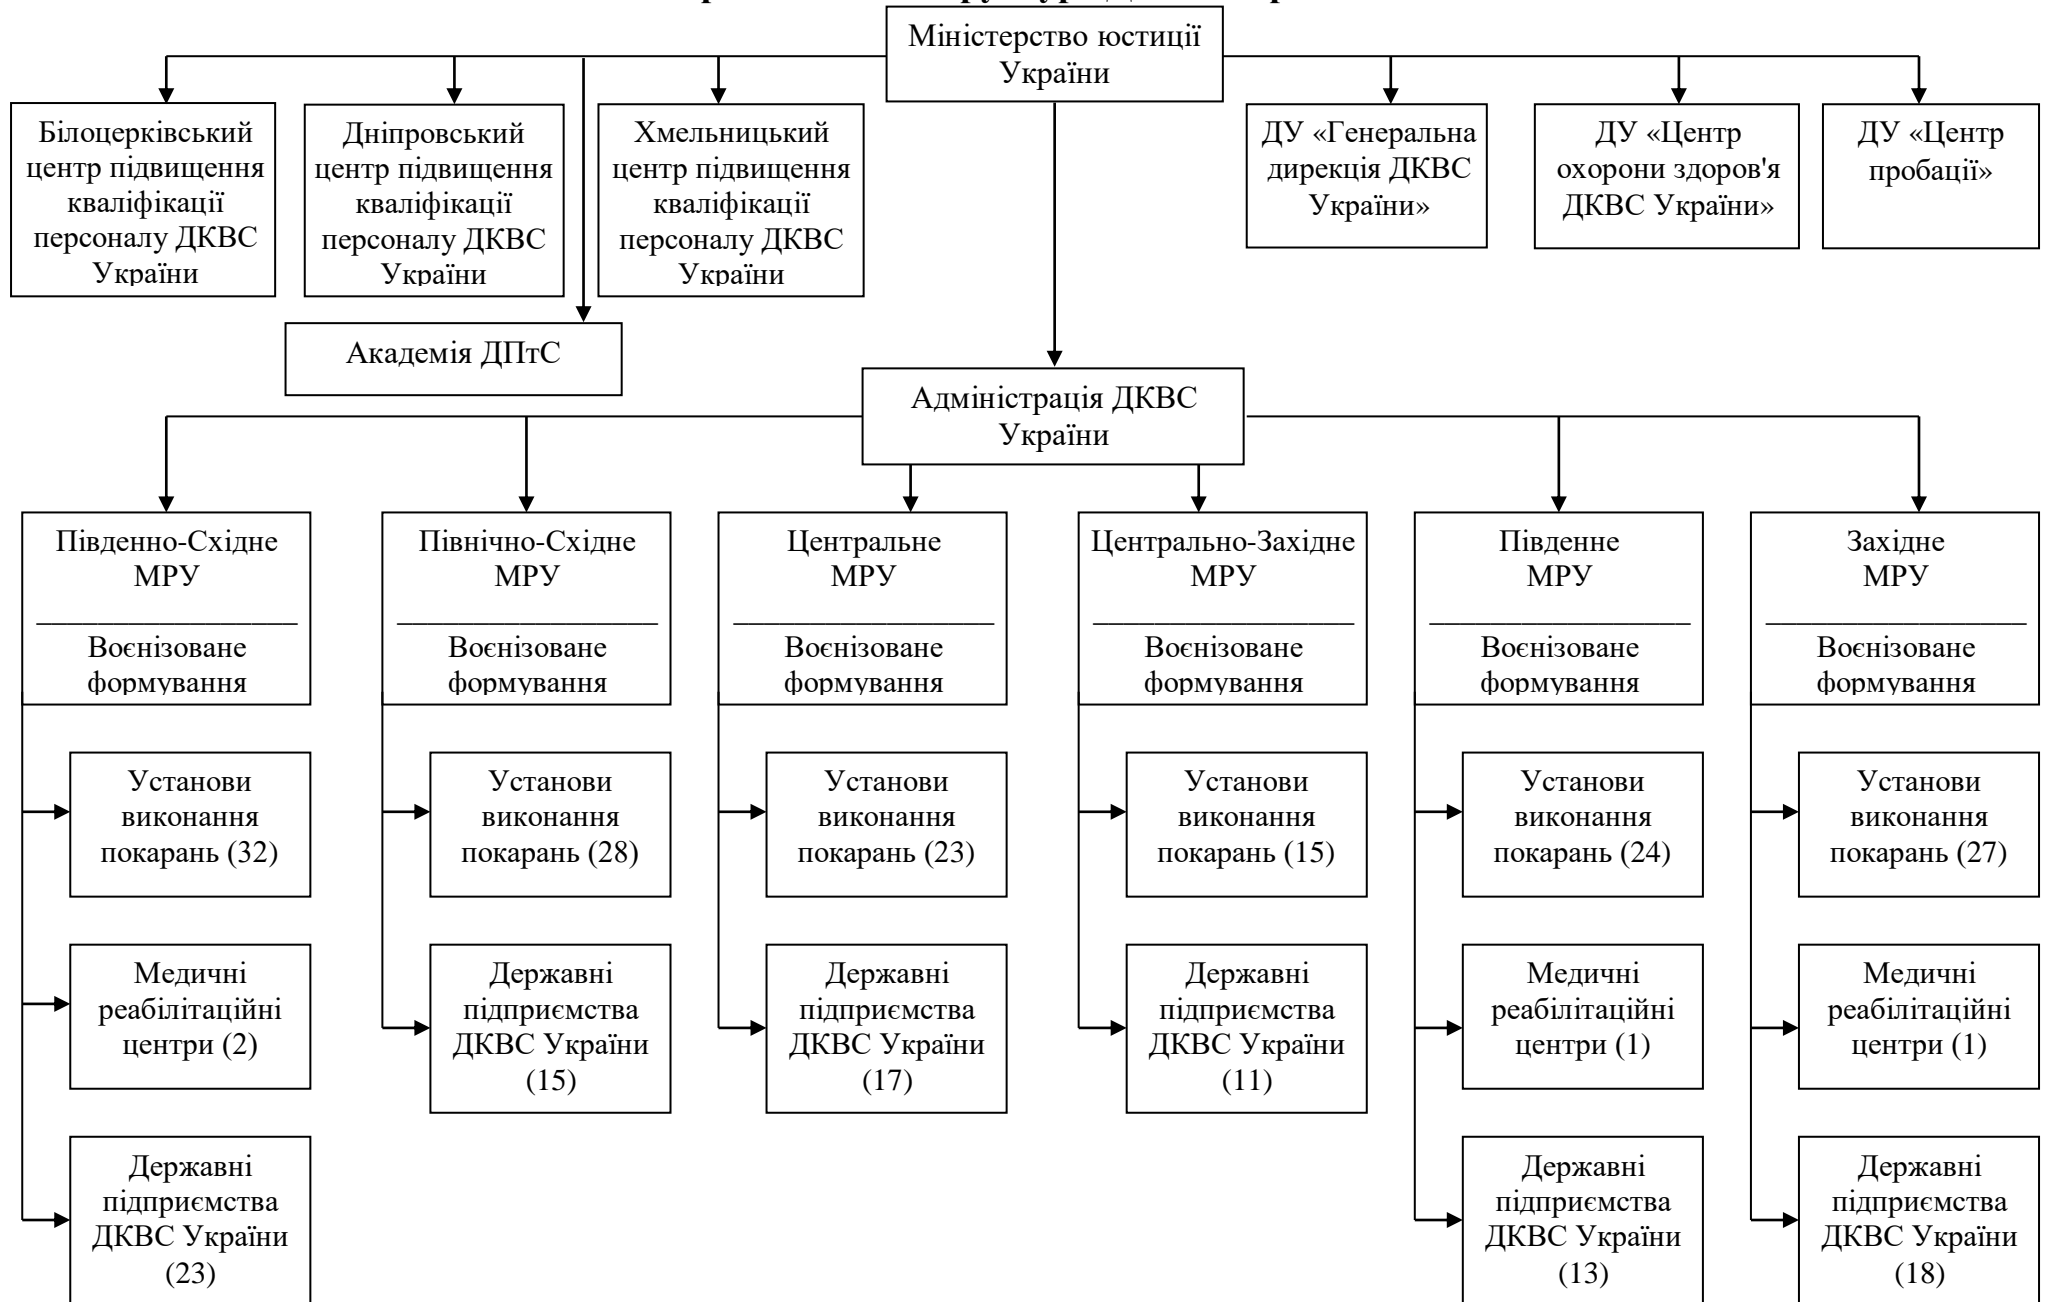 Міністерство юстиції
України
Білоцерківський
центр підвищення
кваліфікації
персоналу ДКВС
України
Дніпровський
центр підвищення
кваліфікації
персоналу ДКВС
України
Хмельницький
центр підвищення
кваліфікації
персоналу ДКВС
України
ДУ «Генеральна
дирекція ДКВС
України»
ДУ «Центр
охорони здоров'я
ДКВС України»
ДУ «Центр
пробації»
Академія ДПтС
Адміністрація ДКВС
України
Південно-Східне
МРУ
Воєнізоване
формування
Північно-Східне
МРУ
Воєнізоване
формування
Центральне
МРУ
Воєнізоване
формування
Центрально-Західне
МРУ
Воєнізоване
формування
Південне
МРУ
Воєнізоване
формування
Західне
МРУ
Воєнізоване
формування
Установи
виконання
покарань (32)
Установи
виконання
покарань (28)
Установи
виконання
покарань (23)
Установи
виконання
покарань (15)
Установи
виконання
покарань (24)
Установи
виконання
покарань (27)
Медичні
реабілітаційні
центри (2)
Державні
підприємства
ДКВС України
(15)
Державні
підприємства
ДКВС України
(17)
Державні
підприємства
ДКВС України
(11)
Медичні
реабілітаційні
центри (1)
Медичні
реабілітаційні
центри (1)
Державні
підприємства
ДКВС України
(23)
Державні
підприємства
ДКВС України
(13)
Державні
підприємства
ДКВС України
(18)